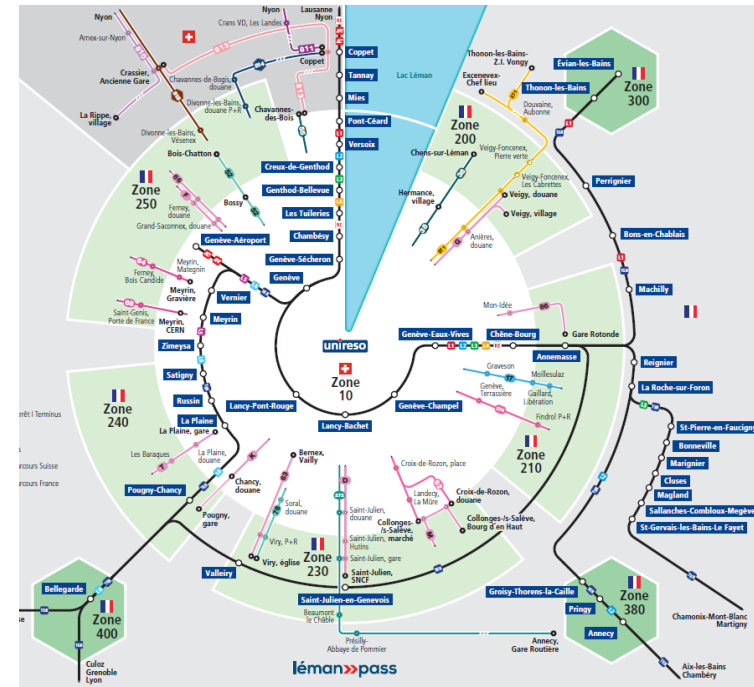 Nyon
Arnex-sur-Nyon
Nyon
Crans VD, Les Landes
Lausanne
Nyon
Coppet
Crassier,
Ancienne Gare
Chavannes-de-Bogis,
douane
Divonne-les-Bains,
douane P+R
Chavannes-
des-Bois
La Rippe,
village
Divonne-les-Bains,
Vésenex
Coppet
Tannay
Mies
Pont-Céard
Versoix
Creux-de-Genthod
Genthod-Bellevue
Les Tuileries
Chambésy
Genève-Sécheron
Genève
Lac Léman
Thonon-les-Bains-
Z.I. Vongy
Excenevex-
Chef lieu
Douvaine,
Aubonne
Zone
200
Chens-sur-Léman
Veigy-Foncenex,
Pierre verte
Veigy-Foncenex,
Les Cabrettes
Hermance,
village
Veigy, douane
Veigy, village
Anières,
douane
Évian-les-Bains
Thonon-les-Bains
Zone
300
Perrignier
Bons-en-Chablais
Machilly
Bois-Chatton
Zone
250
Bossy
Ferney,
douane
Grand-Saconnex, douane
Genève-Aéroport
Ferney,
Bois Candide
Meyrin,
Mategnin
Meyrin,
Gravière
Saint-Genis,
Porte de France
Meyrin,
CERN
Vernier
Meyrin
Zimeysa
Satigny
Russin
La Plaine
unireso
Zone
10
Lancy-Pont-Rouge
Lancy-Bachet
Genève-Champel
Genève-Eaux-Vives
Chêne-Bourg
Annemasse
Mon-Idée
Gare Rotonde
Graveson
Moillesulaz
Genève,
Terrassière
Gaillard,
Libération
Findrol P+R
Zone
210
Reignier
La Roche-sur-Foron
St-Pierre-en-Faucigny
Bonneville
Marignier
Cluses
Magland
Sallanches-Combloux-Megève
St-Gervais-les-Bains-Le Fayet
Chamonix-Mont-Blanc
Martigny
Zone
240
La Plaine, gare
Les Baraques
La Plaine,
douane
Pougny-Chancy
Chancy,
douane
Pougny,
gare
Bernex,
Vailly
Soral,
douane
Viry, P+R
Viry, église
Valleiry
D
Saint-Julien,
douane
Saint-Julien,
Hutins
Saint-Julien, gare
Saint-Julien,
SNCF
Zone
230
Saint-Julien-en-Genevois
Beaumont
le Châble
Présilly-
Abbaye de Pommier
Annecy,
Gare Routière
Croix-de-Rozon, place
Landecy,
La Mûre
Croix-de-Rozon,
douane
Collonges-
/s-Salève,
marché
Collonges-/s-Salève,
Bourg d'en Haut
Bellegarde
Zone
400
Culoz
Grenoble
Lyon
Groisy-Thorens-la-Caille
Pringy
Annecy
Zone
380
Aix-les-Bains
Chambéry
arrêt I Terminus
arcours Suisse
arcours France
léman»pass